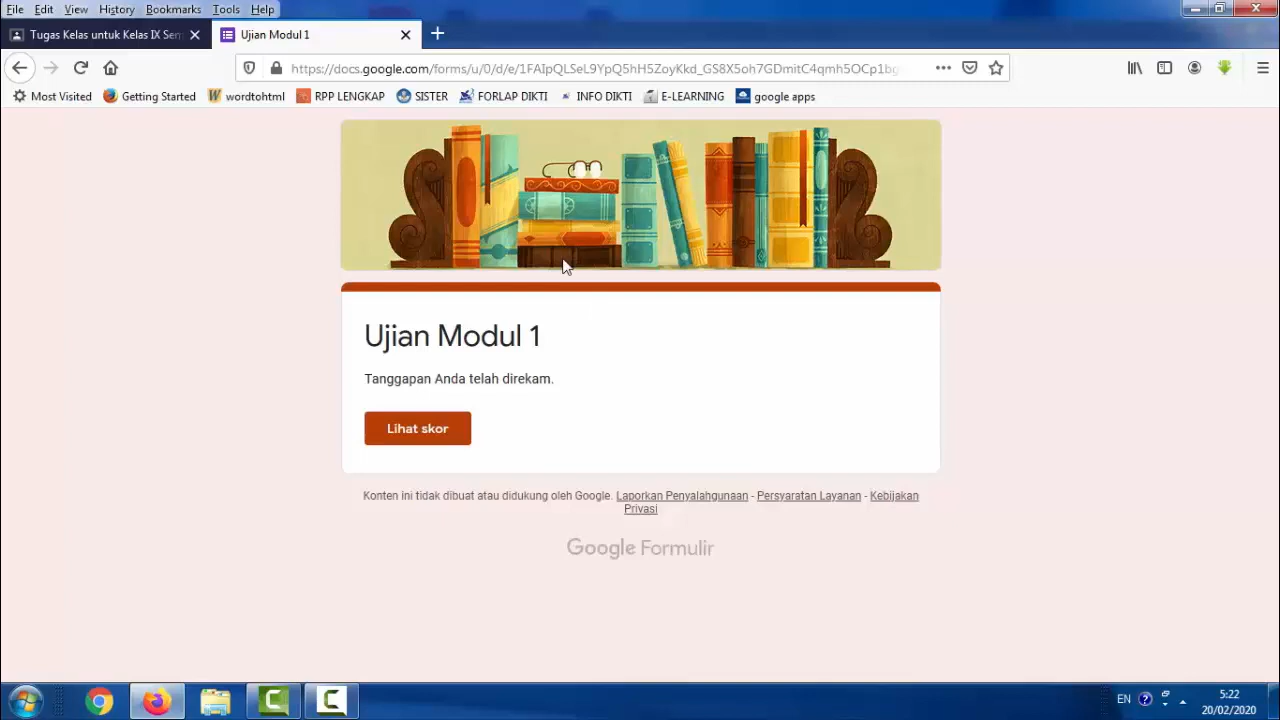 File Edit View History Bookmarks Tools Help
Tugas Kelas untuk Kelas IX Sem
Ujian Modul 1
https://docs.google.com/forms/u/0/d/e/1FAIpQLSeL9YpQ5hH5ZoyKkd_GS8X5oh7GDmitC4qmh5OCp1bg
Most Visited Getting Started wordtohtml RPP LENGKAP SISTER FORLAP DIKTI INFO DIKTI E-LEARNING google apps
Ujian Modul 1
Tanggapan Anda telah direkam.
Lihat skor
Konten ini tidak dibuat atau didukung oleh Google. Laporkan Penyalahgunaan - Persyaratan Layanan - Kebijakan
Privasi
Google Formulir
EN
5:22
20/02/2020